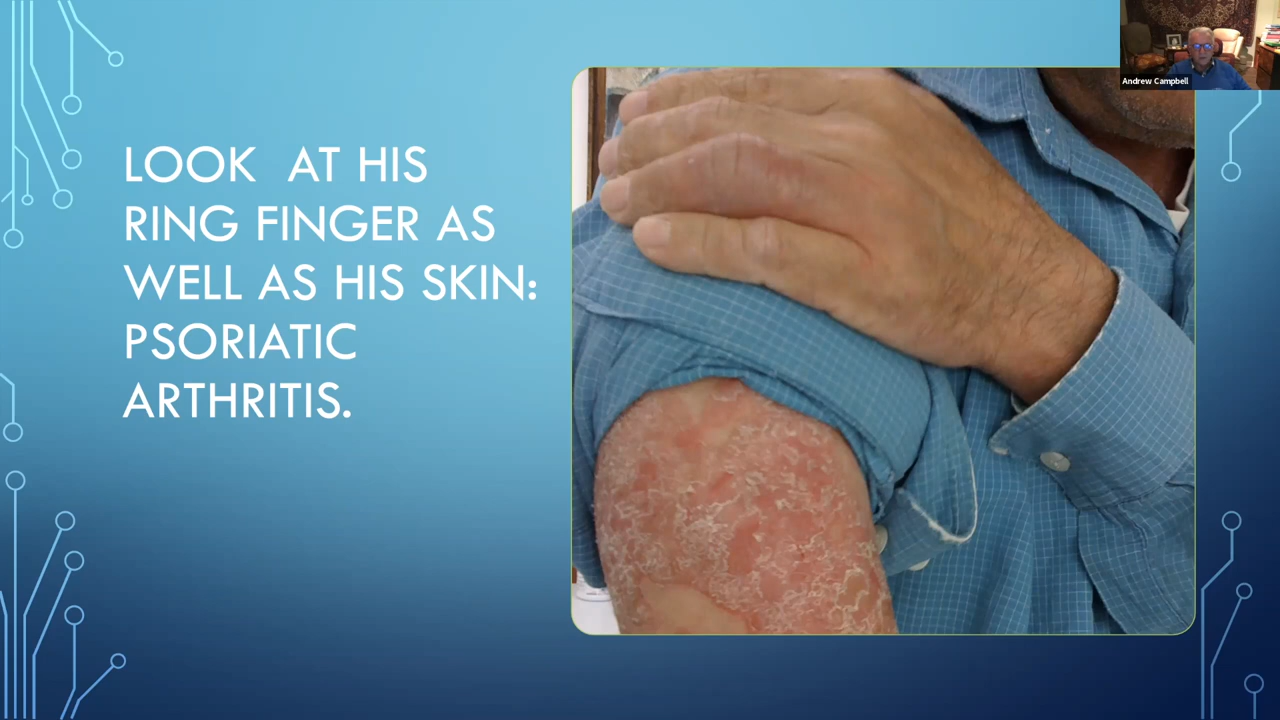 LOOK  AT HIS
RING FINGER AS
WELL AS HIS SKIN:
PSORIATIC
ARTHRITIS.
Andrew Campbell